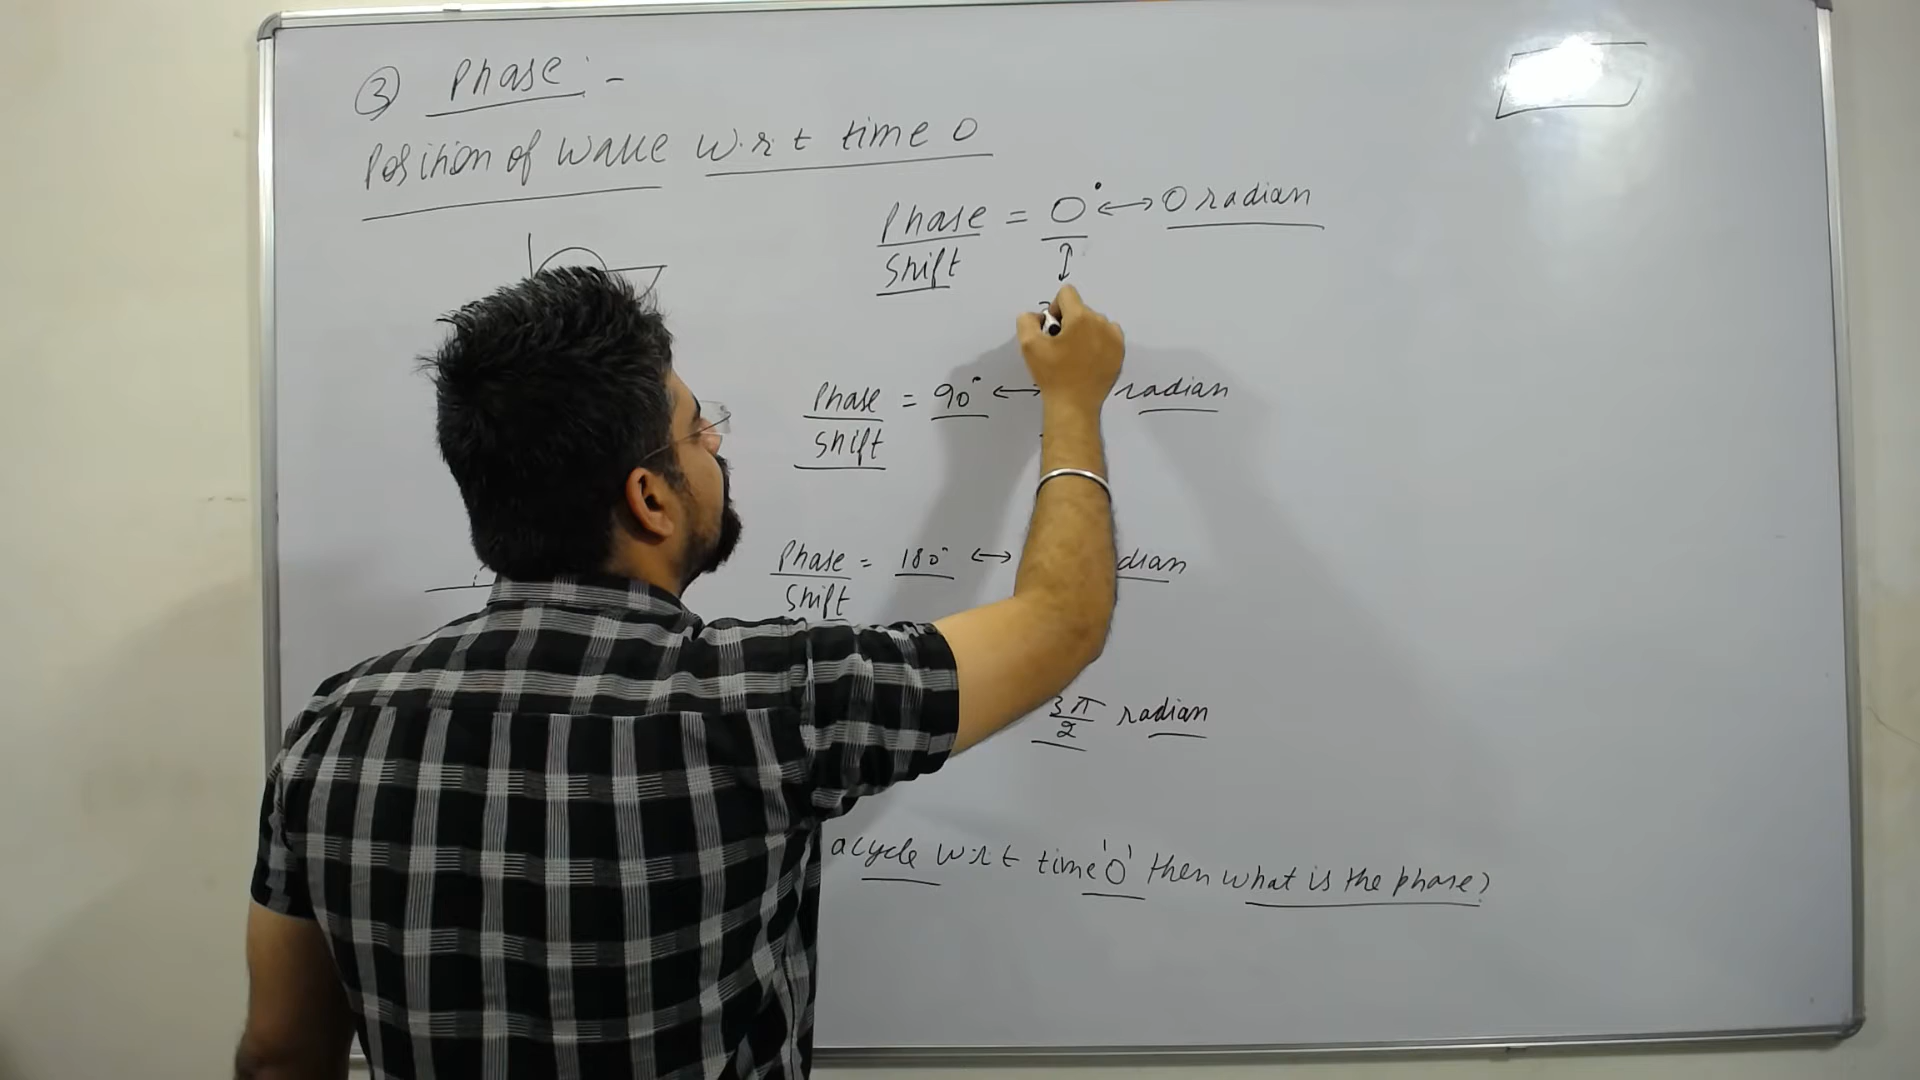 ③ Phase: -
Position of wave w.r.t time 0
Phase = 0° ↔ 0 radian
Shift
Phase = 90° ↔ radian
Shift
Phase = 180° ↔
Shift
3π/2 radian
a cycle w.r.t time '0' then what is the phase?